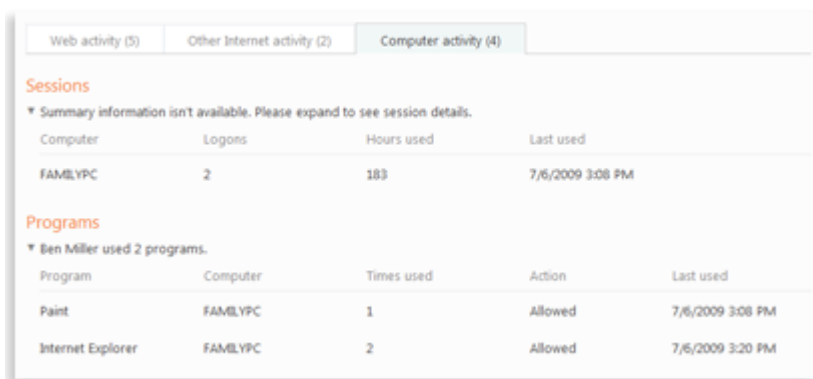 Web activity (5) Other Internet activity (2) Computer activity (4)
Sessions
Summary information isn't available. Please expand to see session details.
Computer Logons Hours used Last used
FAMILYPC 2 183 7/6/2009 3:08 PM
Programs
Ben Miller used 2 programs.
Program Computer Times used Action Last used
Paint FAMILYPC 1 Allowed 7/6/2009 3:08 PM
Internet Explorer FAMILYPC 2 Allowed 7/6/2009 3:20 PM